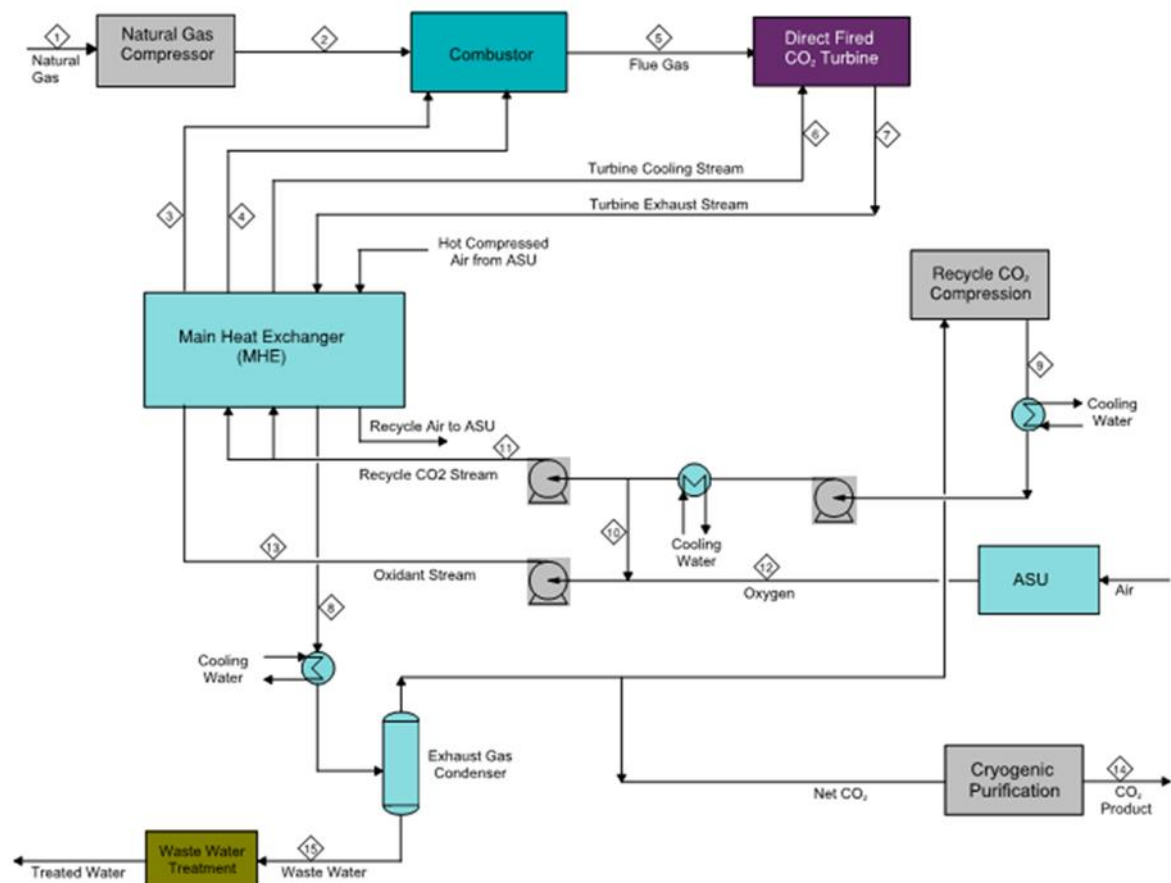 1
Natural
Gas
Natural Gas
Compressor
2
Combustor
5
Flue Gas
Direct Fired
CO₂ Turbine
6
7
Turbine Cooling Stream
3
4
Turbine Exhaust Stream
Hot Compressed
Air from ASU
Recycle CO₂
Compression
Main Heat Exchanger
(MHE)
9
Cooling
Water
Recycle Air to ASU
11
Recycle CO2 Stream
10
Cooling
Water
13
Oxidant Stream
12
Oxygen
ASU
Air
8
Cooling
Water
Exhaust Gas
Condenser
Net CO₂
Cryogenic
Purification
14
CO₂
Product
15
Waste Water
Waste Water
Treatment
Treated Water